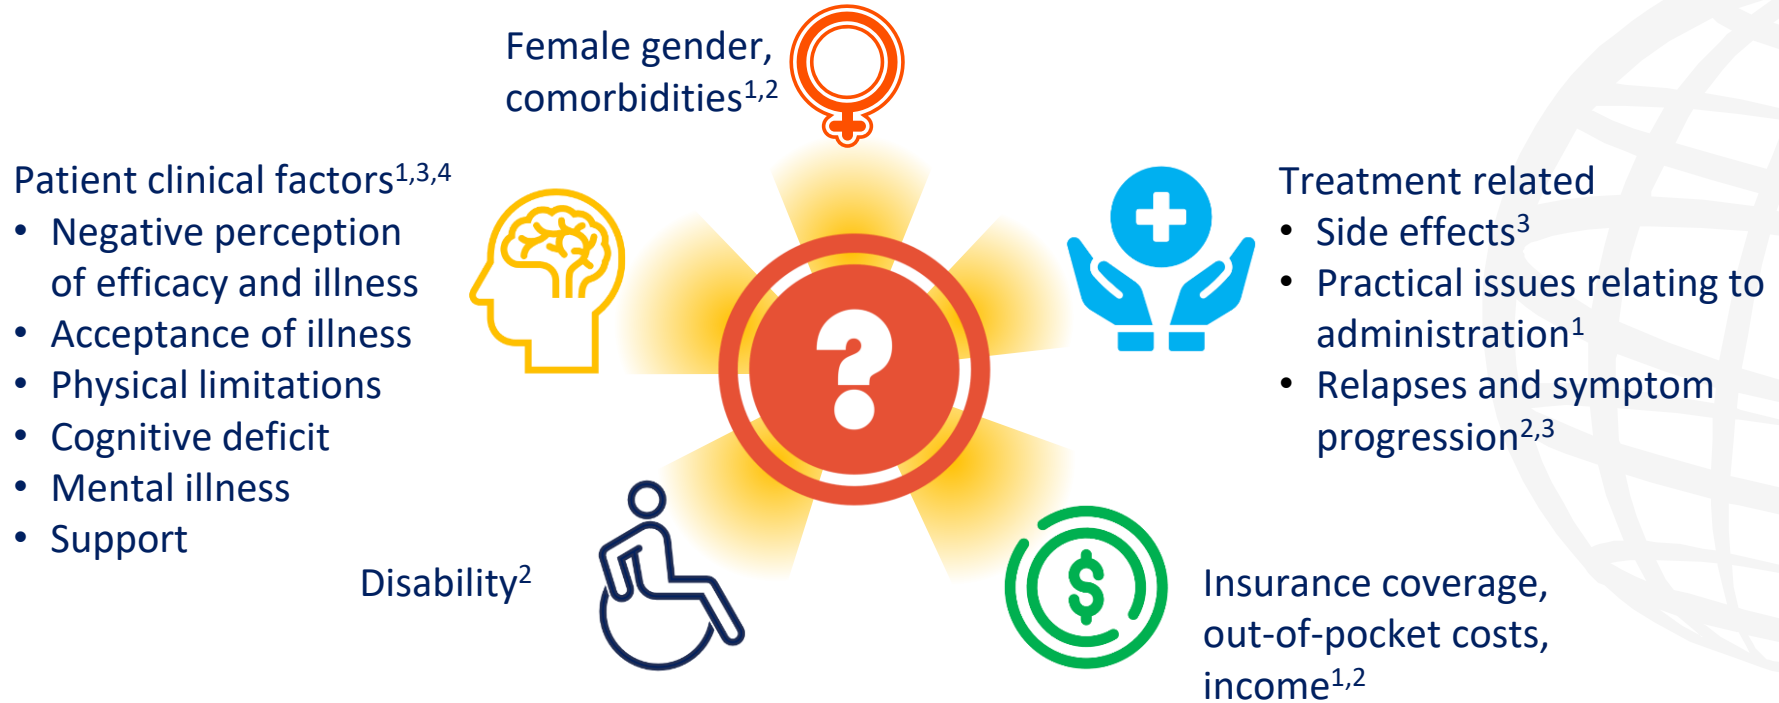 Female gender,
comorbidities1,2
Patient clinical factors1,3,4
• Negative perception
of efficacy and illness
• Acceptance of illness
• Physical limitations
• Cognitive deficit
• Mental illness
• Support
Treatment related
• Side effects3
• Practical issues relating to
administration1
• Relapses and symptom
progression2,3
?
Disability2
$
Insurance coverage,
out-of-pocket costs,
income1,2